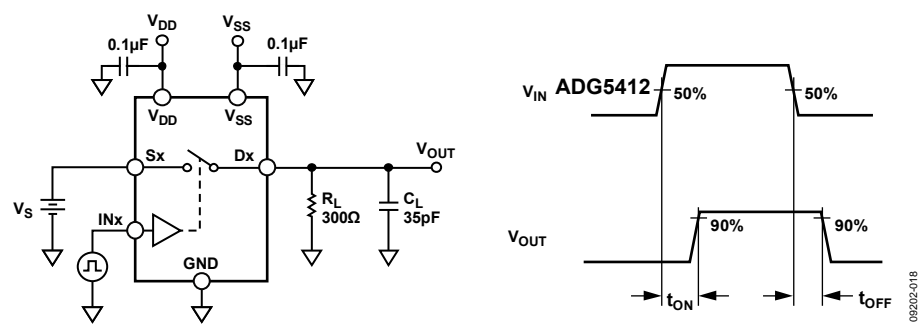 VDD
VSS
0.1µF
0.1µF
VDD
VSS
Sx
Dx
VOUT
VS
INx
RL
300Ω
CL
35pF
GND
VIN ADG5412
50%
50%
VOUT
90%
90%
tON
tOFF
09202-018